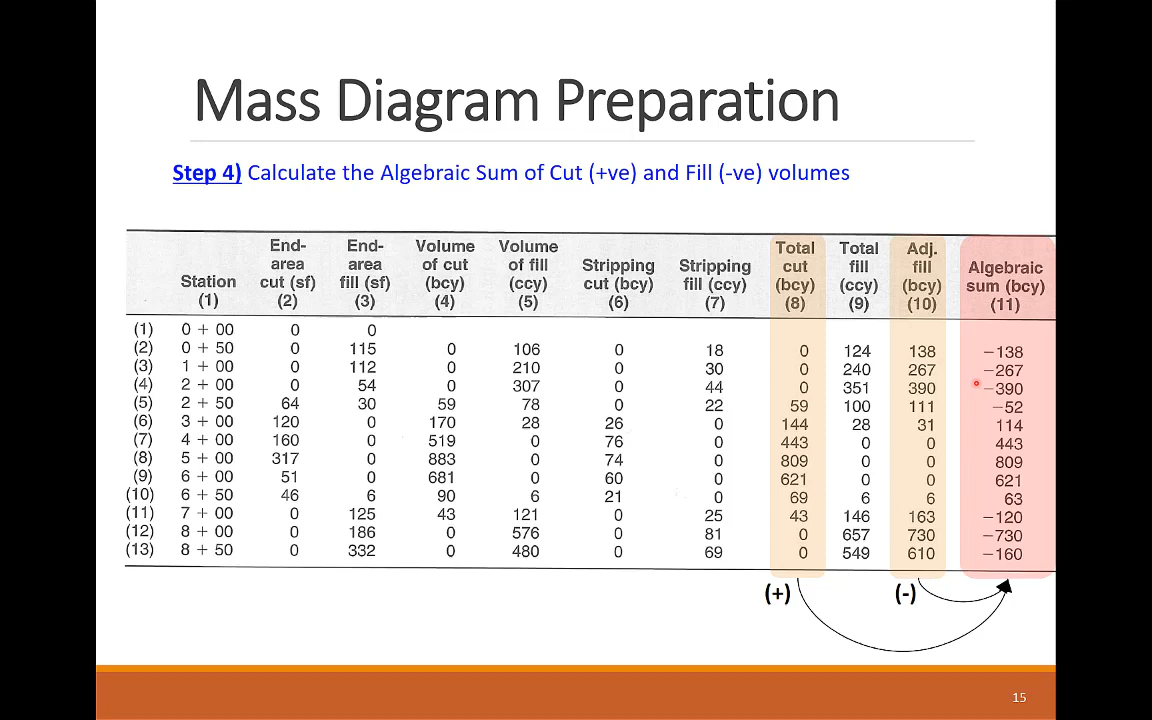 Mass Diagram Preparation
Step 4) Calculate the Algebraic Sum of Cut (+ve) and Fill (-ve) volumes
Station (1) End-area cut (sf) (2) End-area fill (sf) (3) Volume of cut (bcy) (4) Volume of fill (ccy) (5) Stripping cut (bcy) (6) Stripping fill (ccy) (7) Total cut (bcy) (8) Total fill (ccy) (9) Adj. fill (bcy) (10) Algebraic sum (bcy) (11)
(1) 0 + 00 0 0
(2) 0 + 50 0 115 0 106 0 18 0 124 138 −138
(3) 1 + 00 0 112 0 210 0 30 0 240 267 −267
(4) 2 + 00 0 54 0 307 0 44 0 351 390 −390
(5) 2 + 50 64 30 59 78 0 22 59 100 111 −52
(6) 3 + 00 120 0 170 28 26 0 144 28 31 114
(7) 4 + 00 160 0 519 0 76 0 443 0 0 443
(8) 5 + 00 317 0 883 0 74 0 809 0 0 809
(9) 6 + 00 51 0 681 0 60 0 621 0 0 621
(10) 6 + 50 46 6 90 6 21 0 69 6 6 63
(11) 7 + 00 0 125 43 121 0 25 43 146 163 −120
(12) 8 + 00 0 186 0 576 0 81 0 657 730 −730
(13) 8 + 50 0 332 0 480 0 69 0 549 610 −160
(+) (-)
15